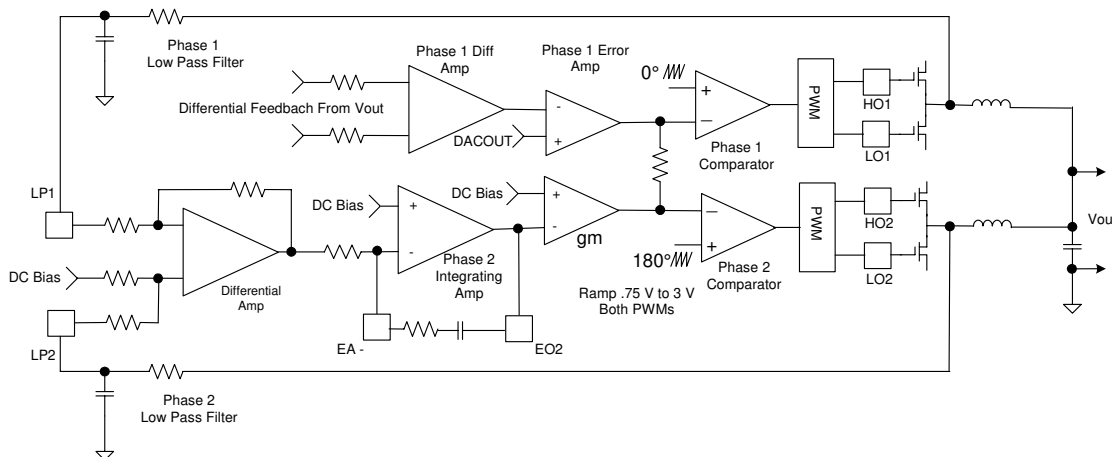 Phase 1
Low Pass Filter
Phase 1 Diff
Amp
Phase 1 Error
Amp
0°
+
−
PWM
HO1
LO1
Differential Feedbach From Vout
DACOUT
-
+
Phase 1
Comparator
LP1
DC Bias
+
-
DC Bias
+
-
gm
−
+
180°
PWM
HO2
LO2
Vou
DC Bias
Differential
Amp
Phase 2
Integrating
Amp
Phase 2
Comparator
Ramp .75 V to 3 V
Both PWMs
LP2
EA -
EO2
Phase 2
Low Pass Filter